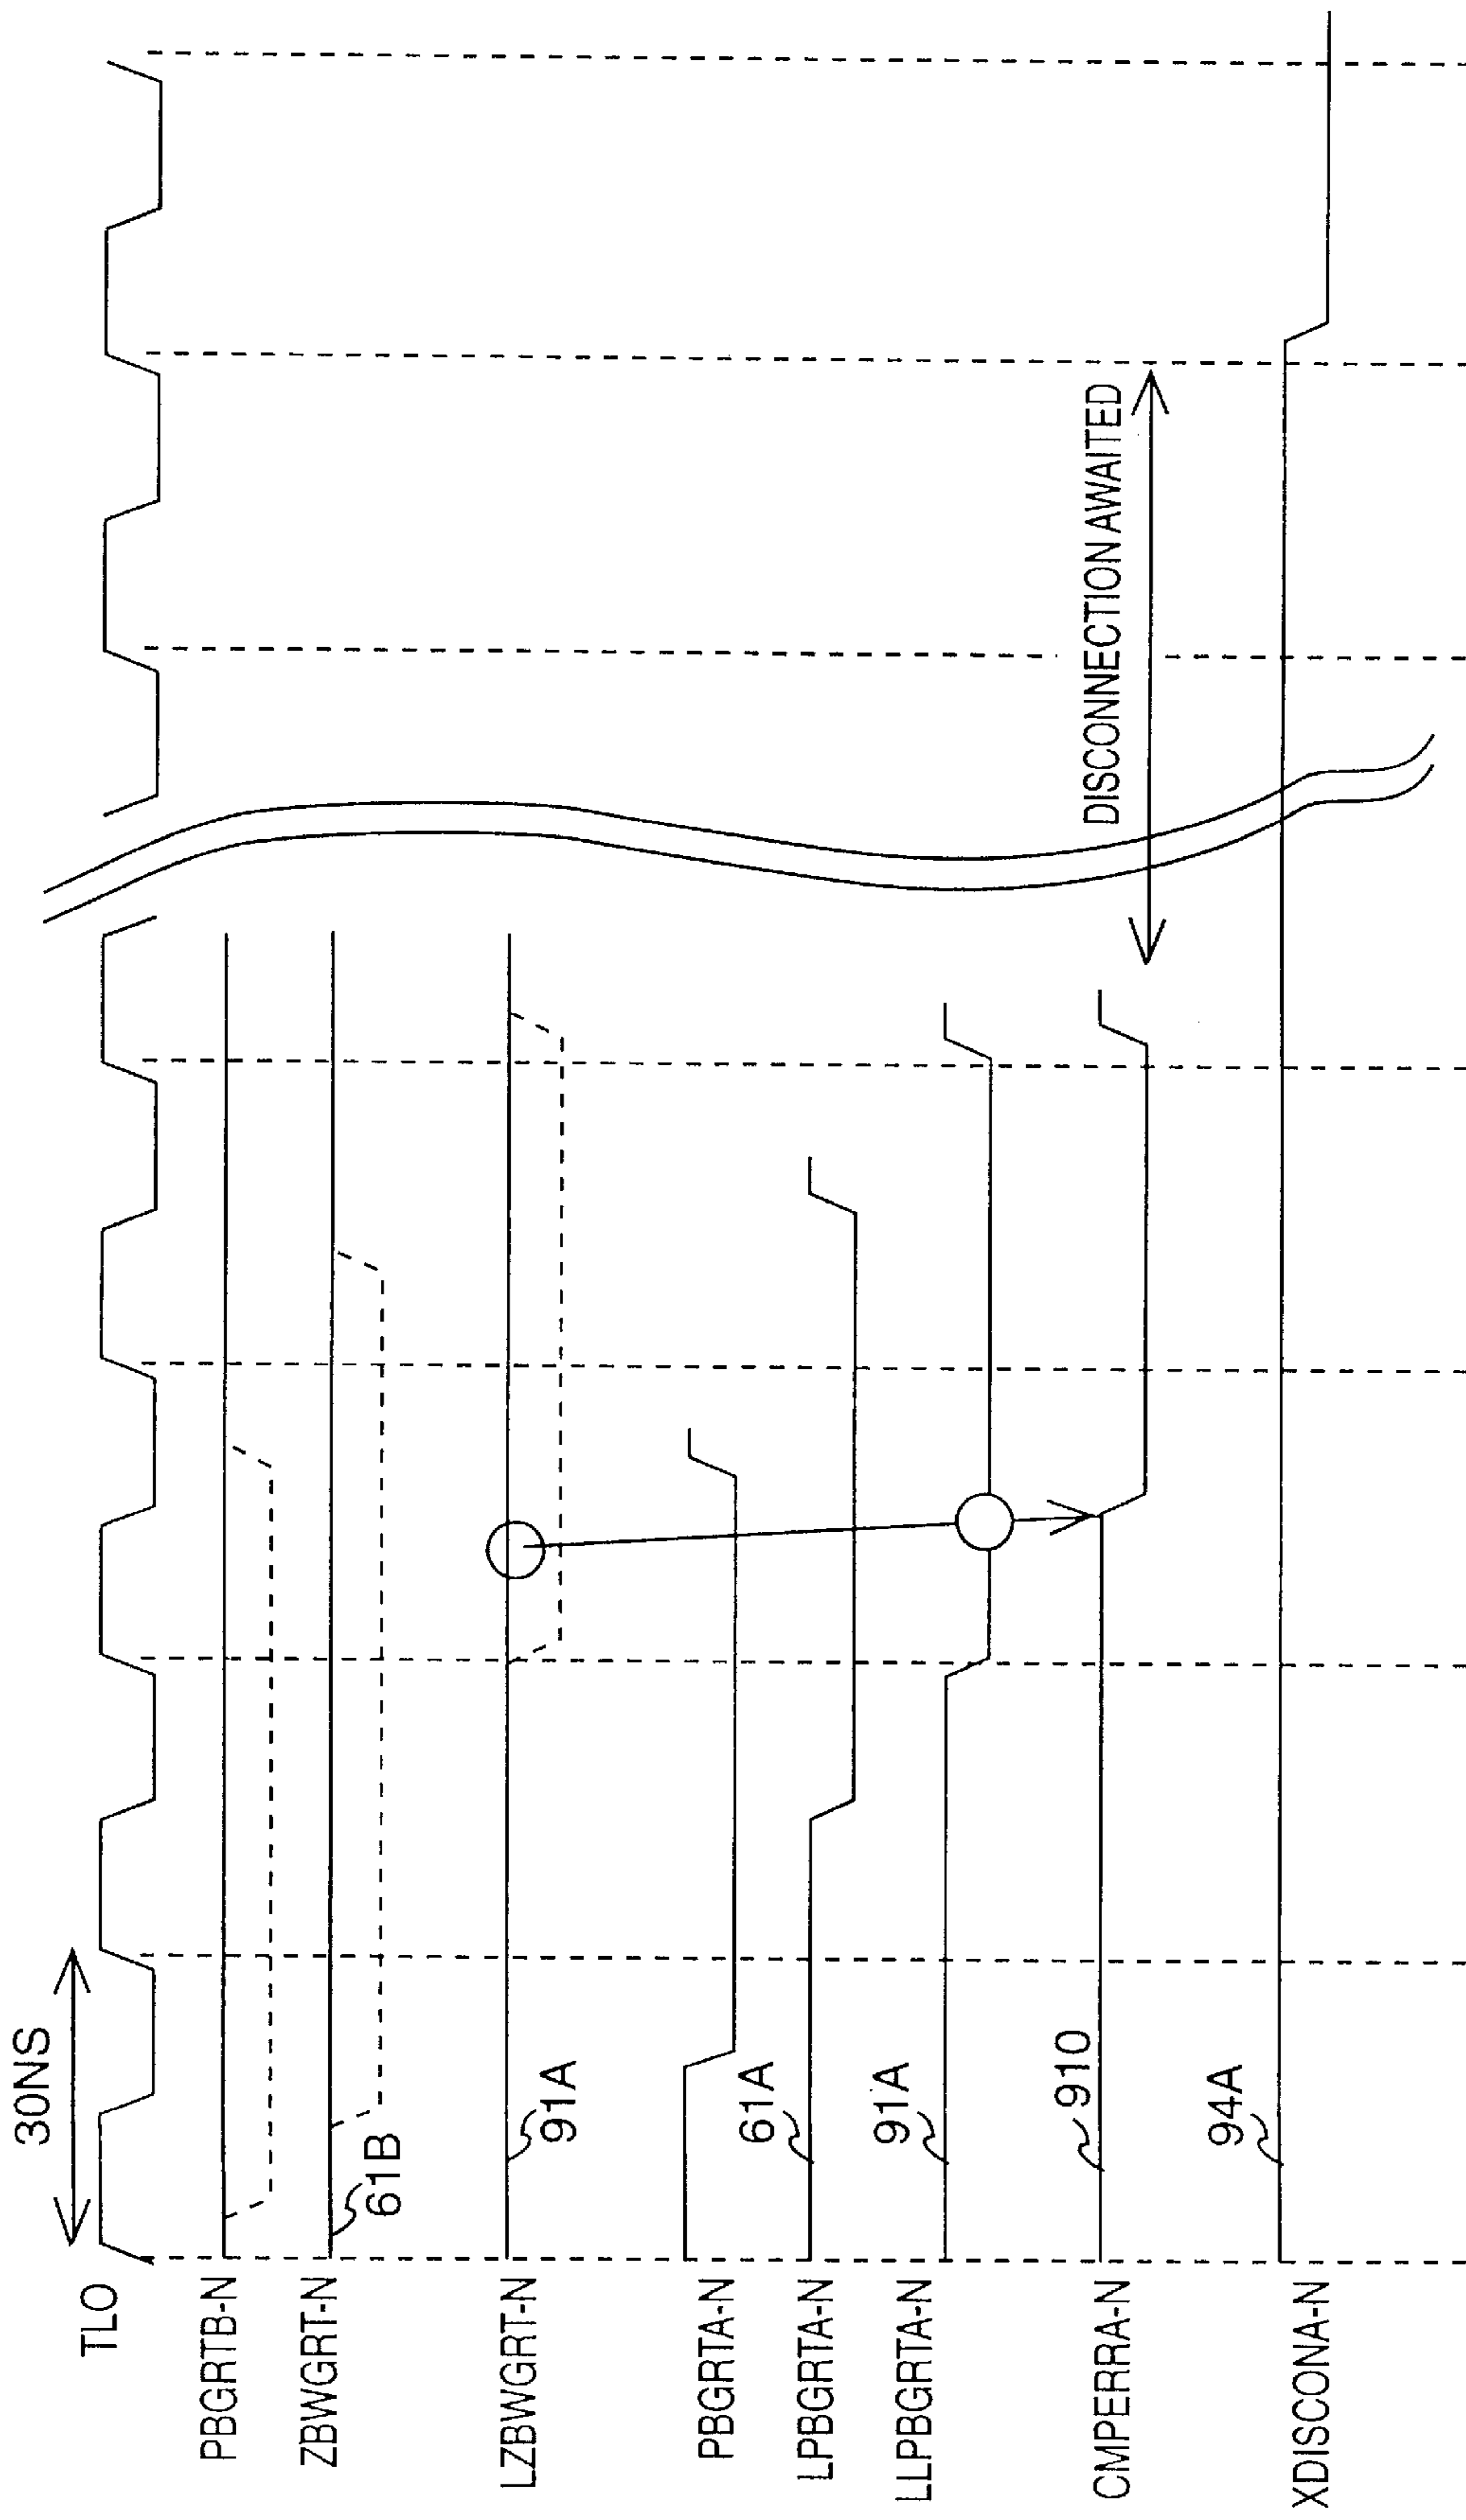 30NS
TLO
PBGRTB-N
ZBWGRT-N
61B
LZBWGRT-N
91A
PBGRTA-N
LPBGRTA-N
61A
LLPBGRTA-N
91A
CMPERRA-N
910
DISCONNECTION AWAITED
XDISCONA-N
94A